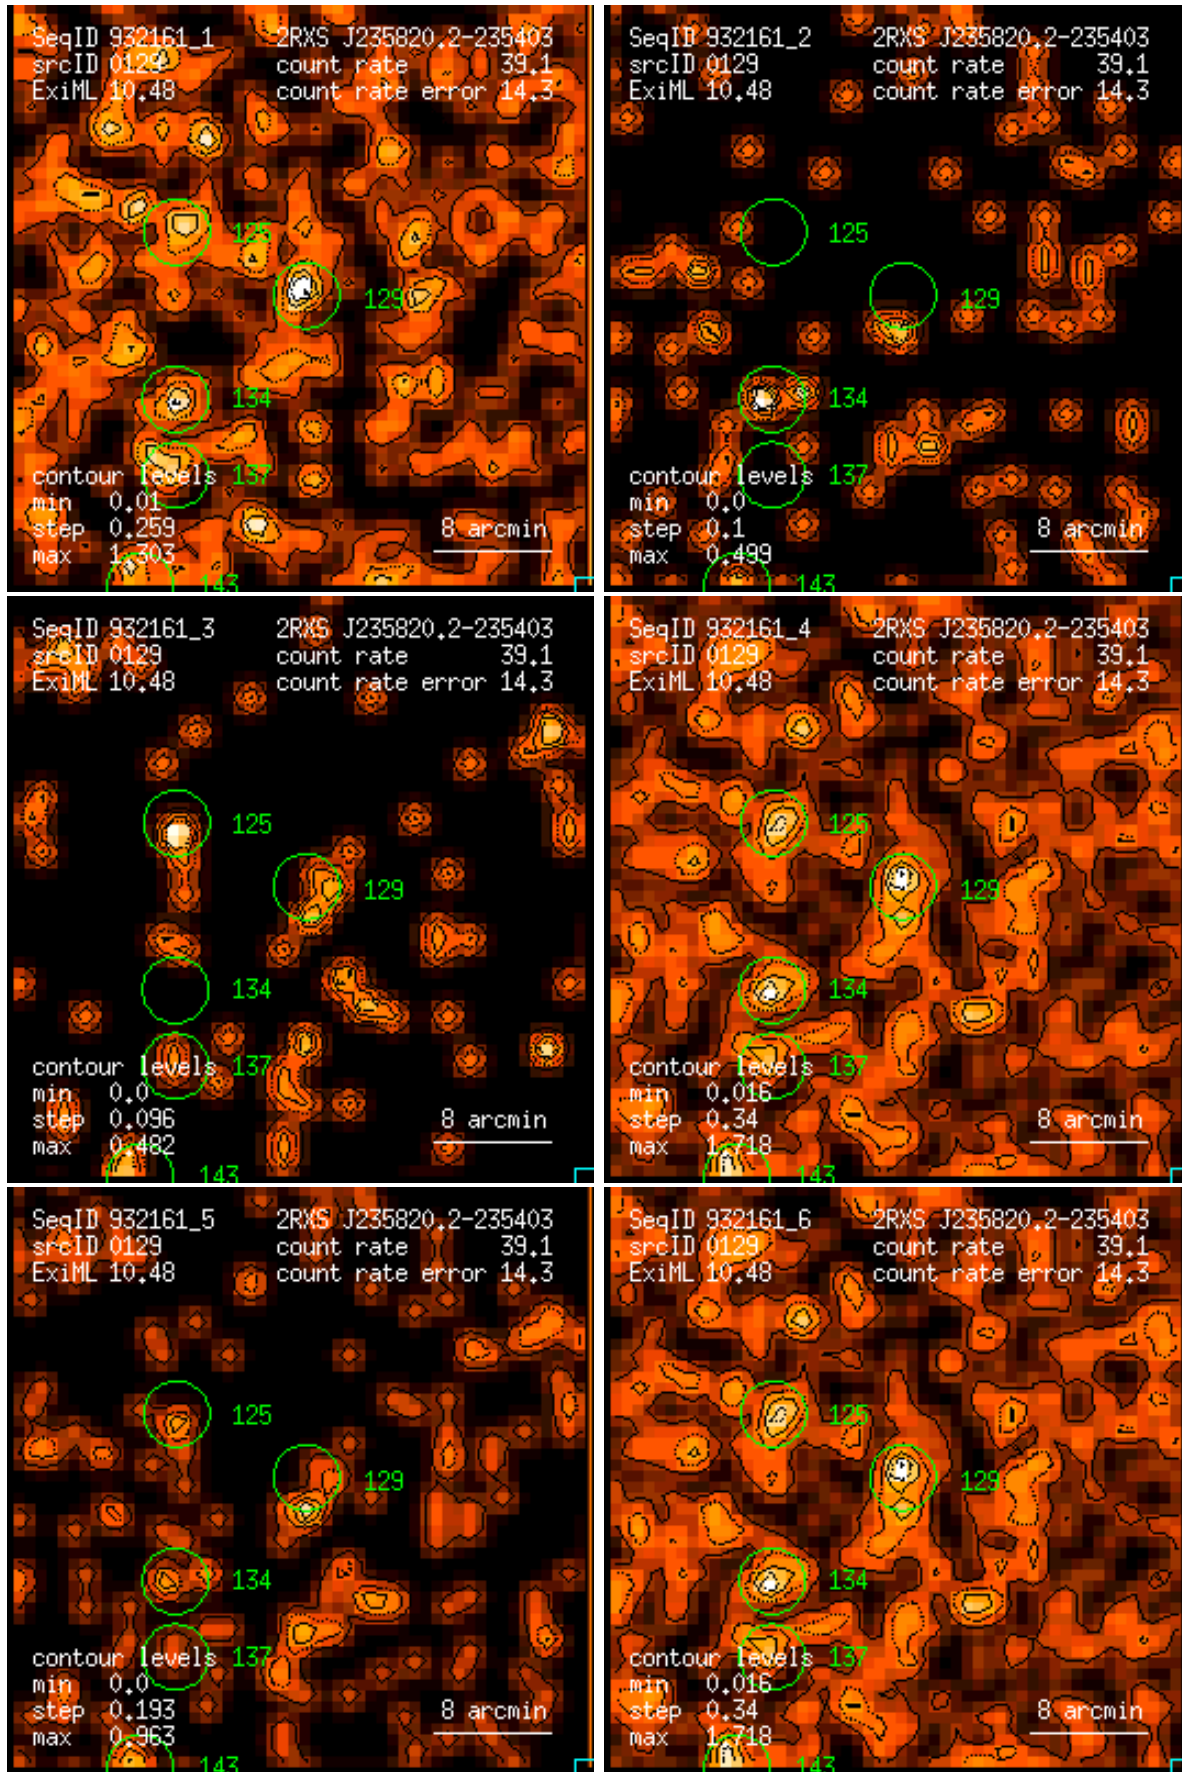 SeqID 932161_1 2RXS J235820.2-235403
srcID 0129 count rate 39.1
ExiML 10.48 count rate error 14.3
125
129
134
137
contour levels
min 0.01
step 0.259
max 1.303
8 arcmin
143
SeqID 932161_2 2RXS J235820.2-235403
srcID 0129 count rate 39.1
ExiML 10.48 count rate error 14.3
125
129
134
137
contour levels
min 0.0
step 0.1
max 0.499
8 arcmin
143
SeqID 932161_3 2RXS J235820.2-235403
srcID 0129 count rate 39.1
ExiML 10.48 count rate error 14.3
125
129
134
137
contour levels
min 0.0
step 0.096
max 0.482
8 arcmin
143
SeqID 932161_4 2RXS J235820.2-235403
srcID 0129 count rate 39.1
ExiML 10.48 count rate error 14.3
125
129
134
137
contour levels
min 0.016
step 0.34
max 1.718
8 arcmin
143
SeqID 932161_5 2RXS J235820.2-235403
srcID 0129 count rate 39.1
ExiML 10.48 count rate error 14.3
125
129
134
137
contour levels
min 0.0
step 0.193
max 0.963
8 arcmin
143
SeqID 932161_6 2RXS J235820.2-235403
srcID 0129 count rate 39.1
ExiML 10.48 count rate error 14.3
125
129
134
137
contour levels
min 0.016
step 0.34
max 1.718
8 arcmin
143